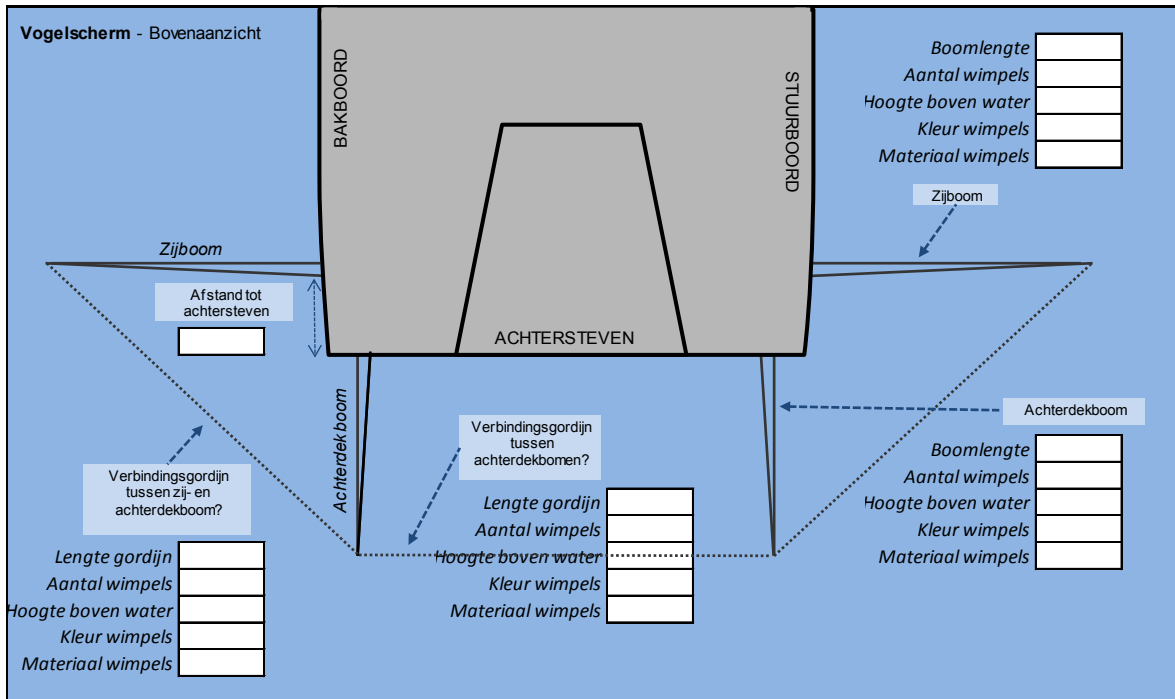 Vogelscherm - Bovenaanzicht
BAKBOORD
STUURBOORD
Boomlengte
Aantal wimpels
Hoogte boven water
Kleur wimpels
Materiaal wimpels
Zijboom
Zijboom
Afstand tot
achtersteven
ACHTERSTEVEN
Achterdekboom
Achterdekboom
Verbindingsgordijn
tussen
achterdekbomen?
Verbindingsgordijn
tussen zij- en
achterdekboom?
Boomlengte
Aantal wimpels
Hoogte boven water
Kleur wimpels
Materiaal wimpels
Lengte gordijn
Aantal wimpels
Hoogte boven water
Kleur wimpels
Materiaal wimpels
Lengte gordijn
Aantal wimpels
Hoogte boven water
Kleur wimpels
Materiaal wimpels